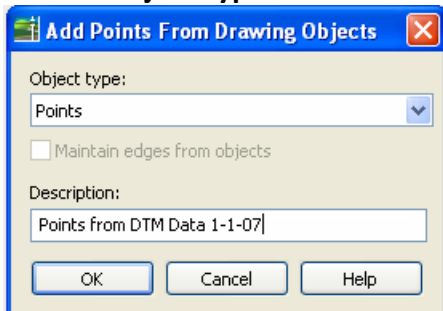 Add Points From Drawing Objects
Object type:
Points
Maintain edges from objects
Description:
Points from DTM Data 1-1-07
OK Cancel Help